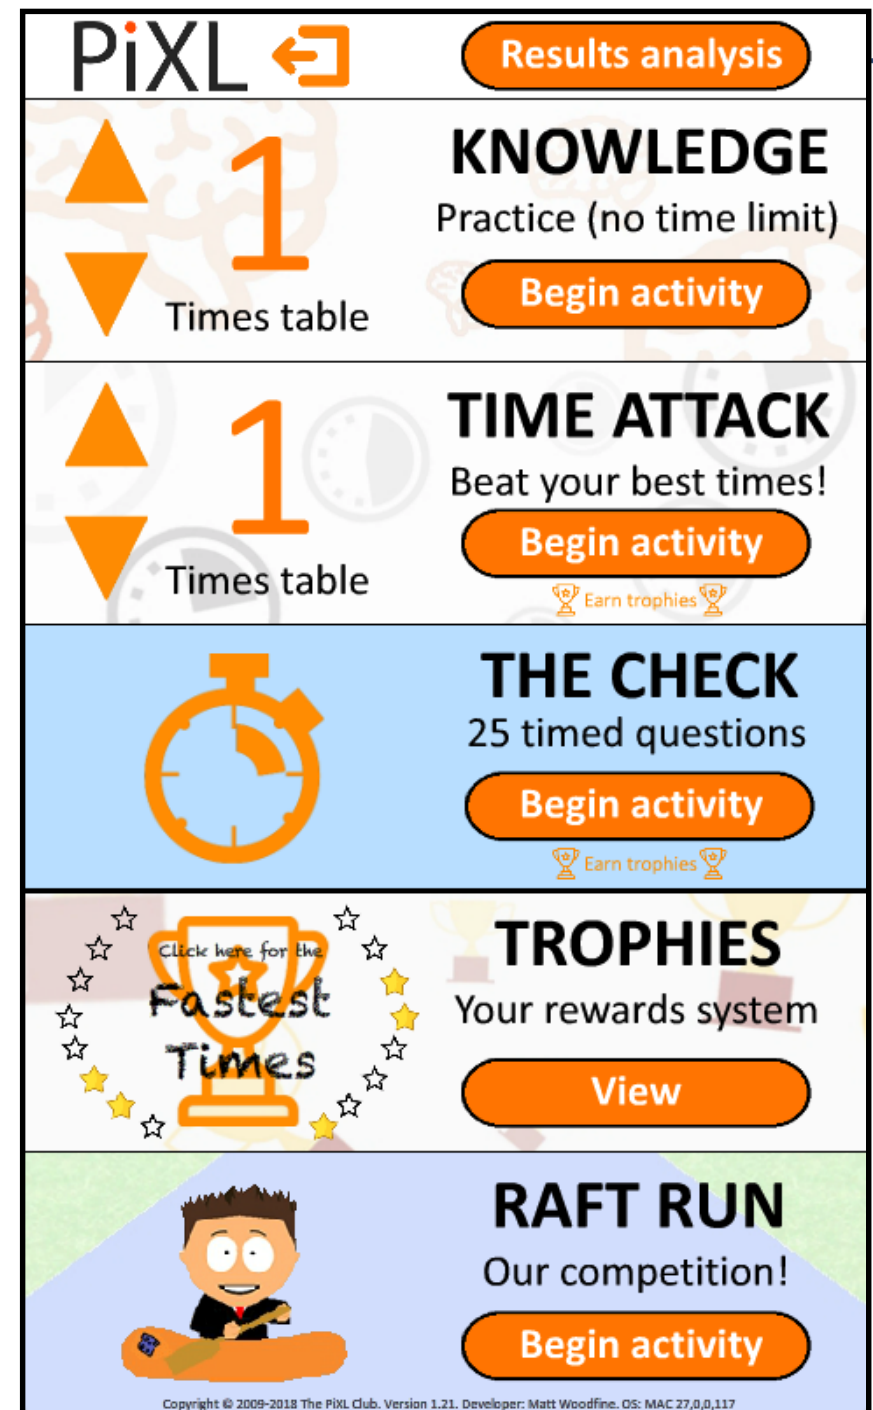 PiXL
Results analysis
1
Times table
KNOWLEDGE
Practice (no time limit)
Begin activity
1
Times table
TIME ATTACK
Beat your best times!
Begin activity
Earn trophies
THE CHECK
25 timed questions
Begin activity
Earn trophies
Click here for the
Fastest
Times
TROPHIES
Your rewards system
View
RAFT RUN
Our competition!
Begin activity
Copyright © 2009-2018 The PiXL Club. Version 1.21. Developer: Matt Woodfine. OS: MAC 27,0,0,117